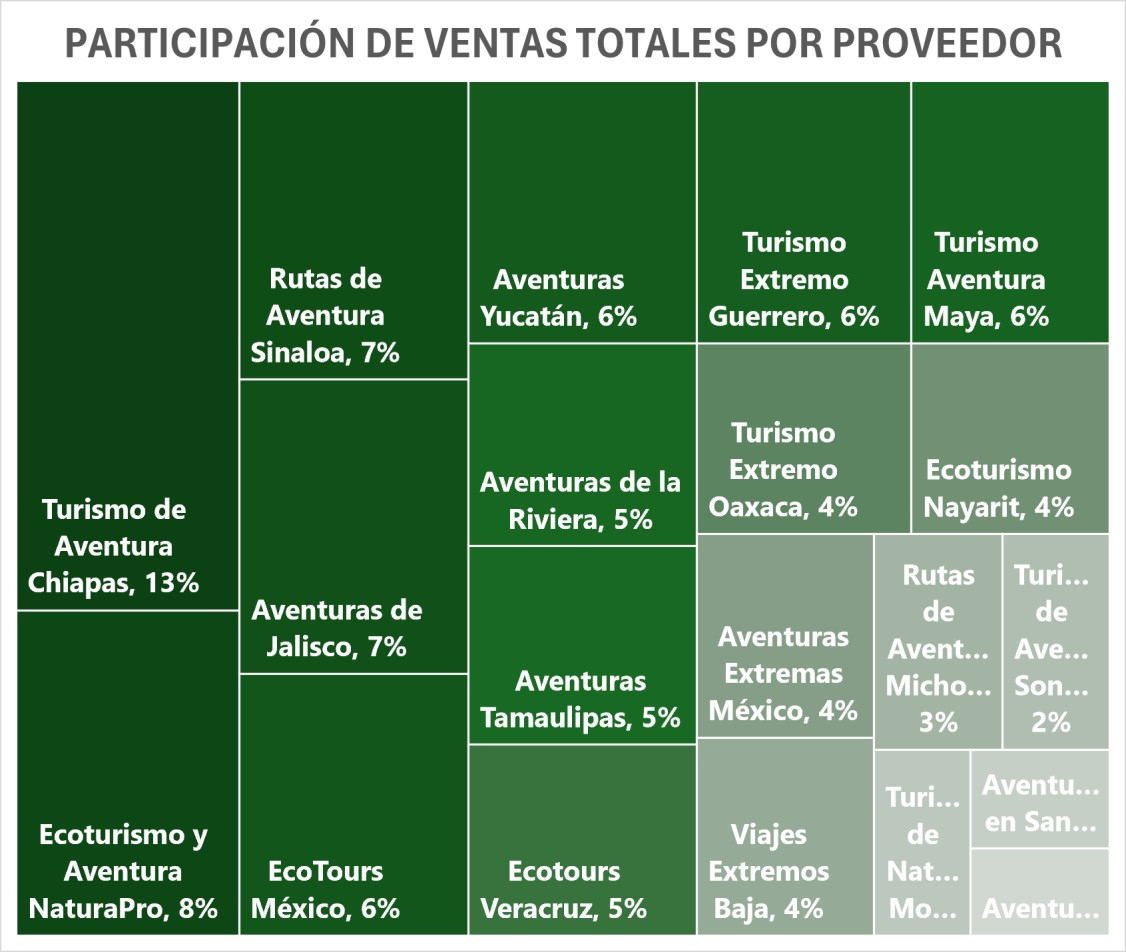 PARTICIPACIÓN DE VENTAS TOTALES POR PROVEEDOR
Turismo de
Aventura
Chiapas, 13%
Ecoturismo y
Aventura
NaturaPro, 8%
Rutas de
Aventura
Sinaloa, 7%
Aventuras de
Jalisco, 7%
EcoTours
México, 6%
Aventuras
Yucatán, 6%
Aventuras de la
Riviera, 5%
Aventuras
Tamaulipas, 5%
Ecotours
Veracruz, 5%
Turismo
Extremo
Guerrero, 6%
Turismo
Aventura
Maya, 6%
Turismo
Extremo
Oaxaca, 4%
Ecoturismo
Nayarit, 4%
Aventuras
Extremas
México, 4%
Viajes
Extremos
Baja, 4%
Rutas
de
Avent...
Micho...
3%
Turi...
de
Ave...
Son...
2%
Turi...
de
Nat...
Mo...
Aventu...
en San...
Aventu...